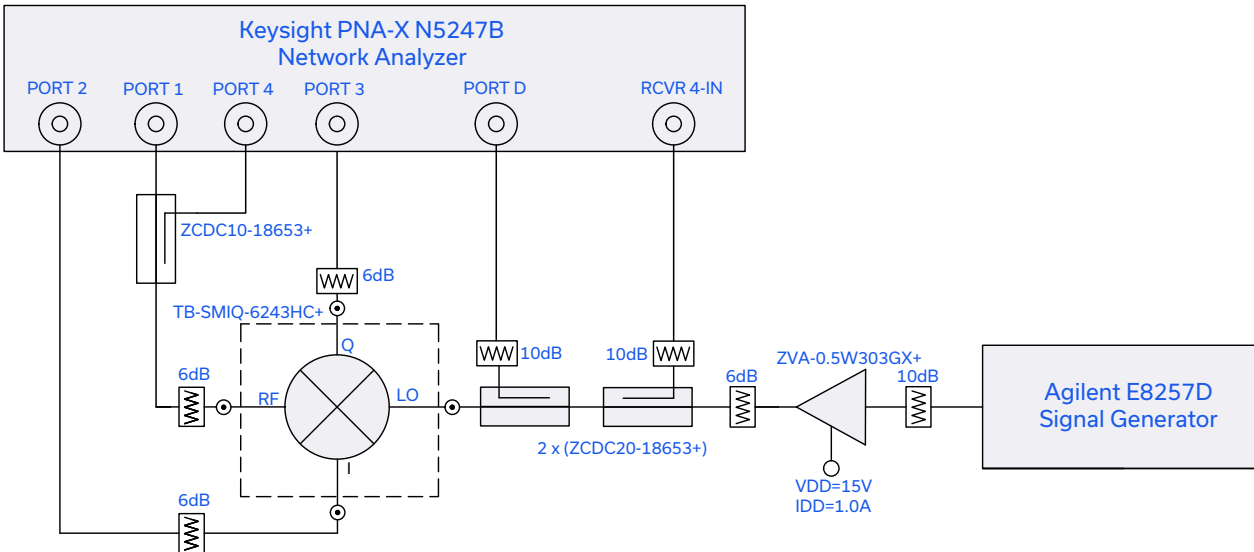 Keysight PNA-X N5247B
Network Analyzer
PORT 2
PORT 1
PORT 4
PORT 3
PORT D
RCVR 4-IN
ZCDC10-18653+
6dB
TB-SMIQ-6243HC+
Q
10dB
10dB
ZVA-0.5W303GX+
6dB
6dB
10dB
RF
LO
Agilent E8257D
Signal Generator
2 x (ZCDC20-18653+)
I
VDD=15V
IDD=1.0A
6dB